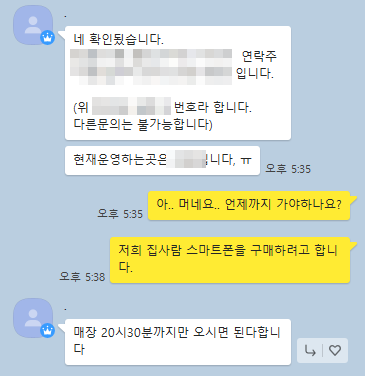 .
네 확인됐습니다.
연락주
입니다.
(위 번호라 합니다.
다른문의는 불가능합니다)
현재운영하는곳은 입니다, ㅠ
오후 5:35
아.. 머네요.. 언제까지 가야하나요?
오후 5:35
저희 집사람 스마트폰을 구매하려고 합니
다.
오후 5:38
.
매장 20시30분까지만 오시면 된다합니
다